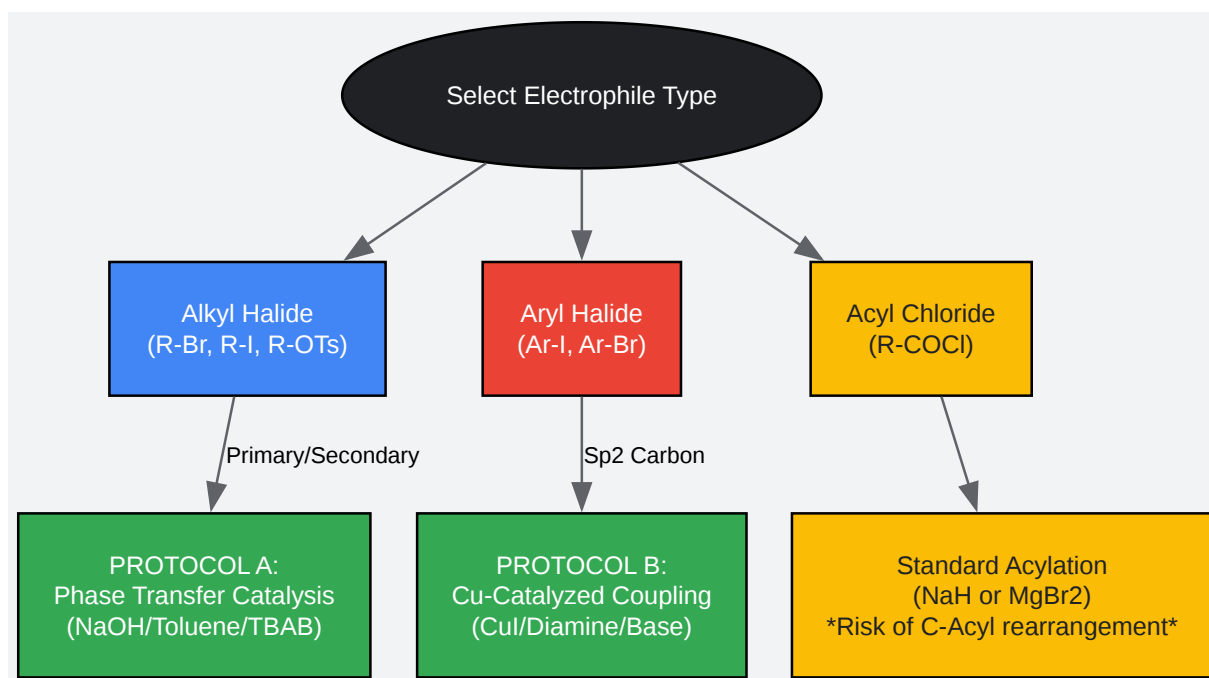 Select Electrophile Type
Alkyl Halide
(R-Br, R-I, R-OTs)
Aryl Halide
(Ar-I, Ar-Br)
Acyl Chloride
(R-COCl)
Primary/Secondary
Sp2 Carbon
PROTOCOL A:
Phase Transfer Catalysis
(NaOH/Toluene/TBAB)
PROTOCOL B:
Cu-Catalyzed Coupling
(CuI/Diamine/Base)
Standard Acylation
(NaH or MgBr2)
*Risk of C-Acyl rearrangement*